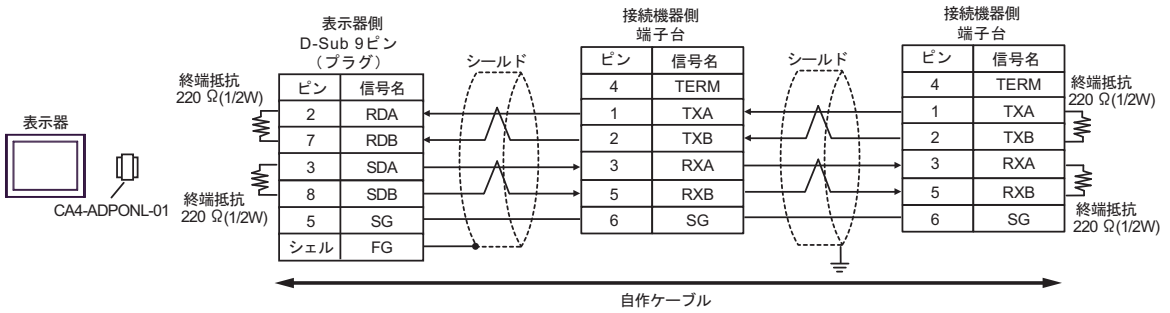 表示器
CA4-ADPONL-01
終端抵抗
220 Ω(1/2W)
終端抵抗
220 Ω(1/2W)
表示器側
D-Sub 9ピン
(プラグ)
ピン 信号名
2 RDA
7 RDB
3 SDA
8 SDB
5 SG
シェル FG
シールド
接続機器側
端子台
ピン 信号名
4 TERM
1 TXA
2 TXB
3 RXA
5 RXB
6 SG
シールド
接続機器側
端子台
ピン 信号名
4 TERM
1 TXA
2 TXB
3 RXA
5 RXB
6 SG
終端抵抗
220 Ω(1/2W)
終端抵抗
220 Ω(1/2W)
自作ケーブル